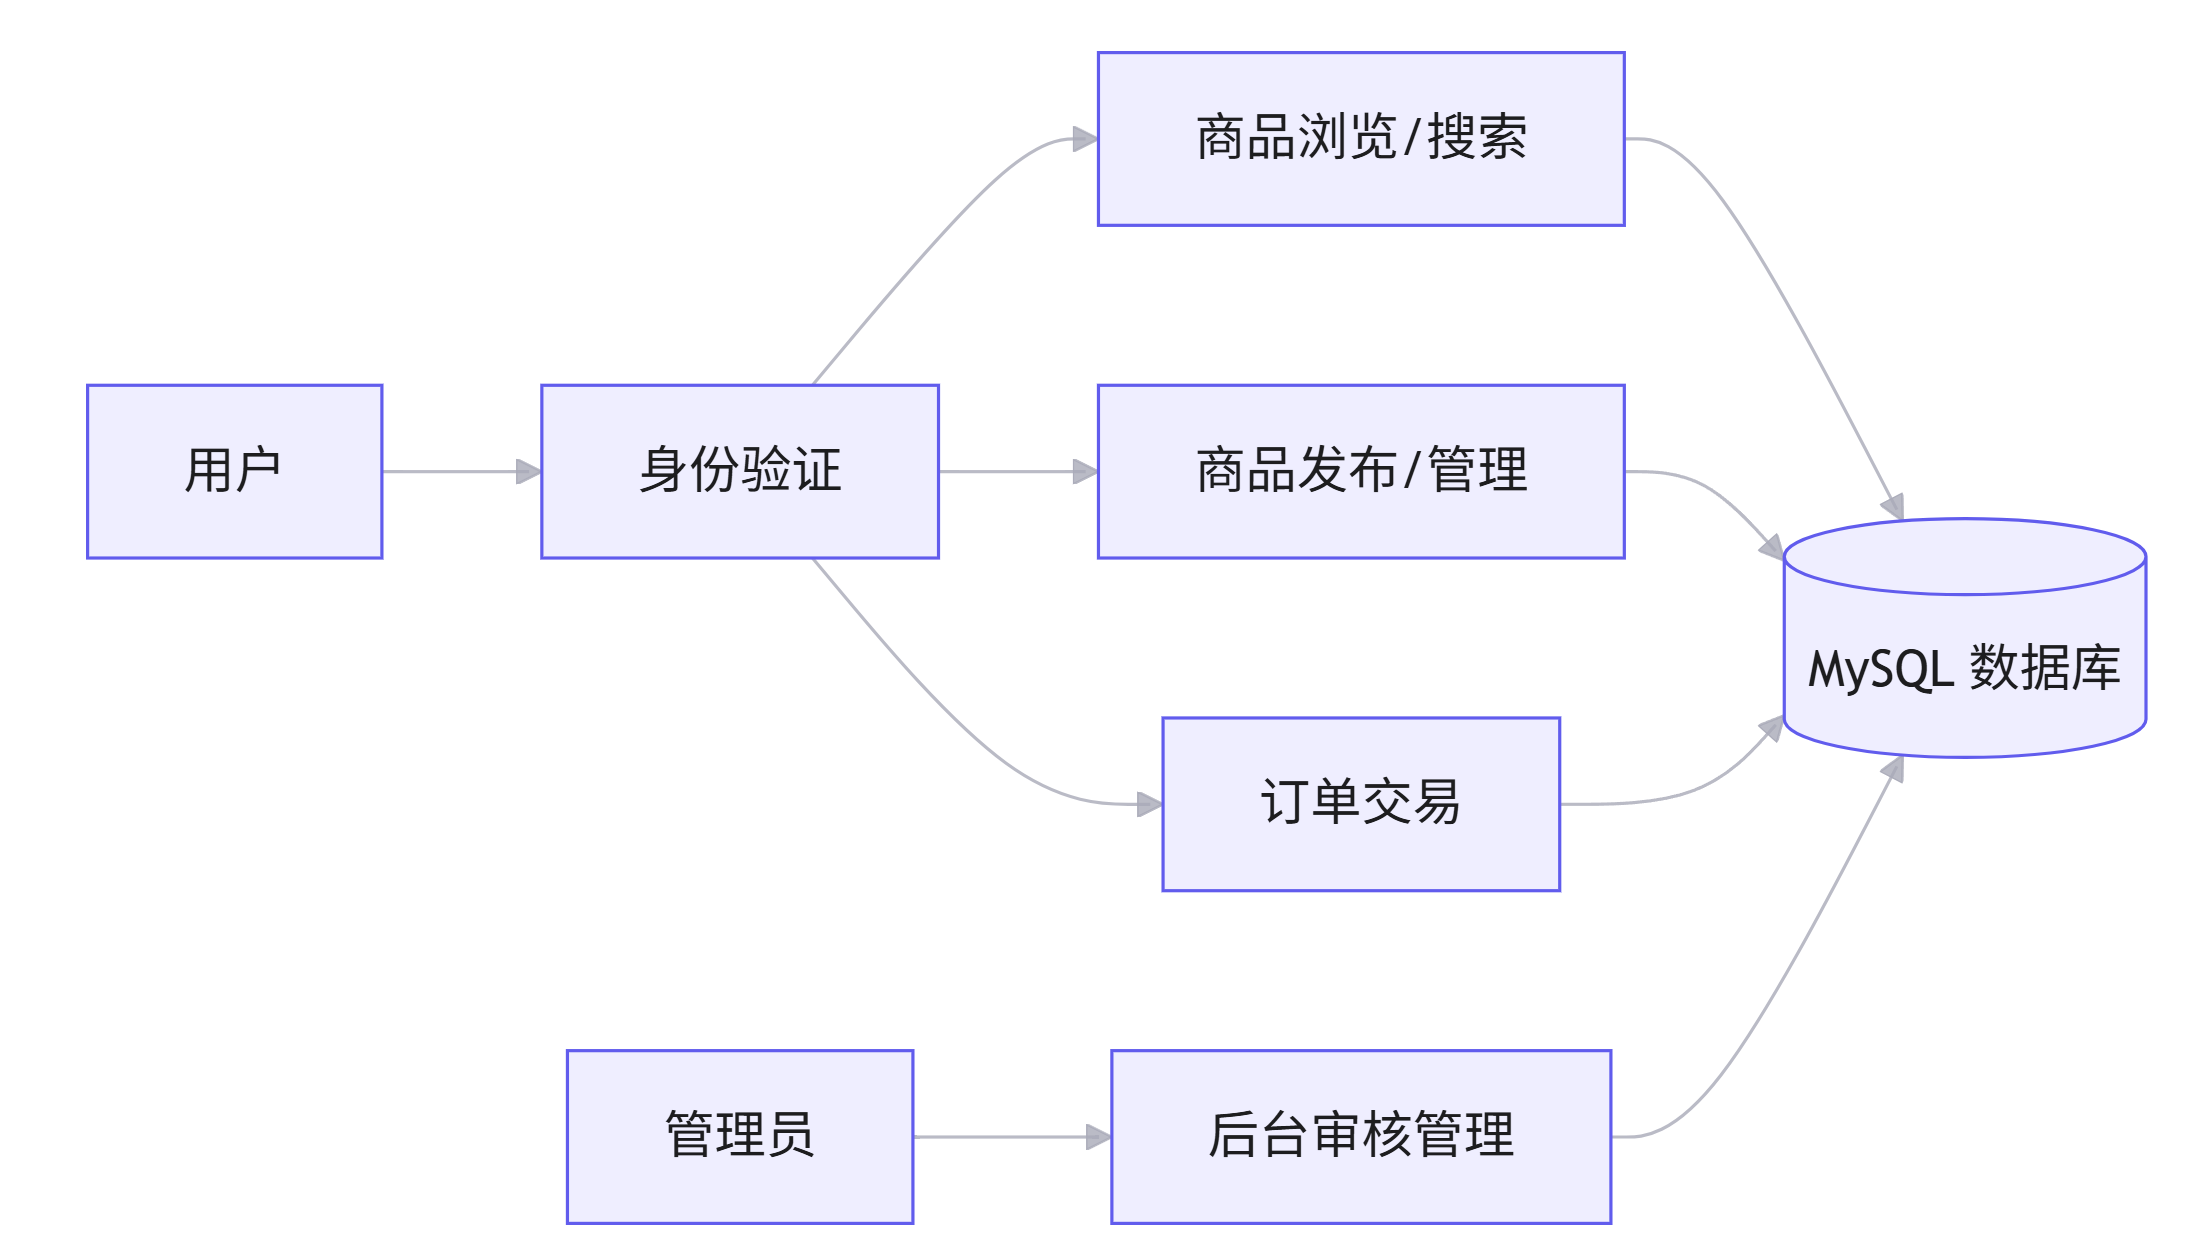 商品浏览/搜索
用户
身份验证
商品发布/管理
MySQL 数据库
订单交易
管理员
后台审核管理